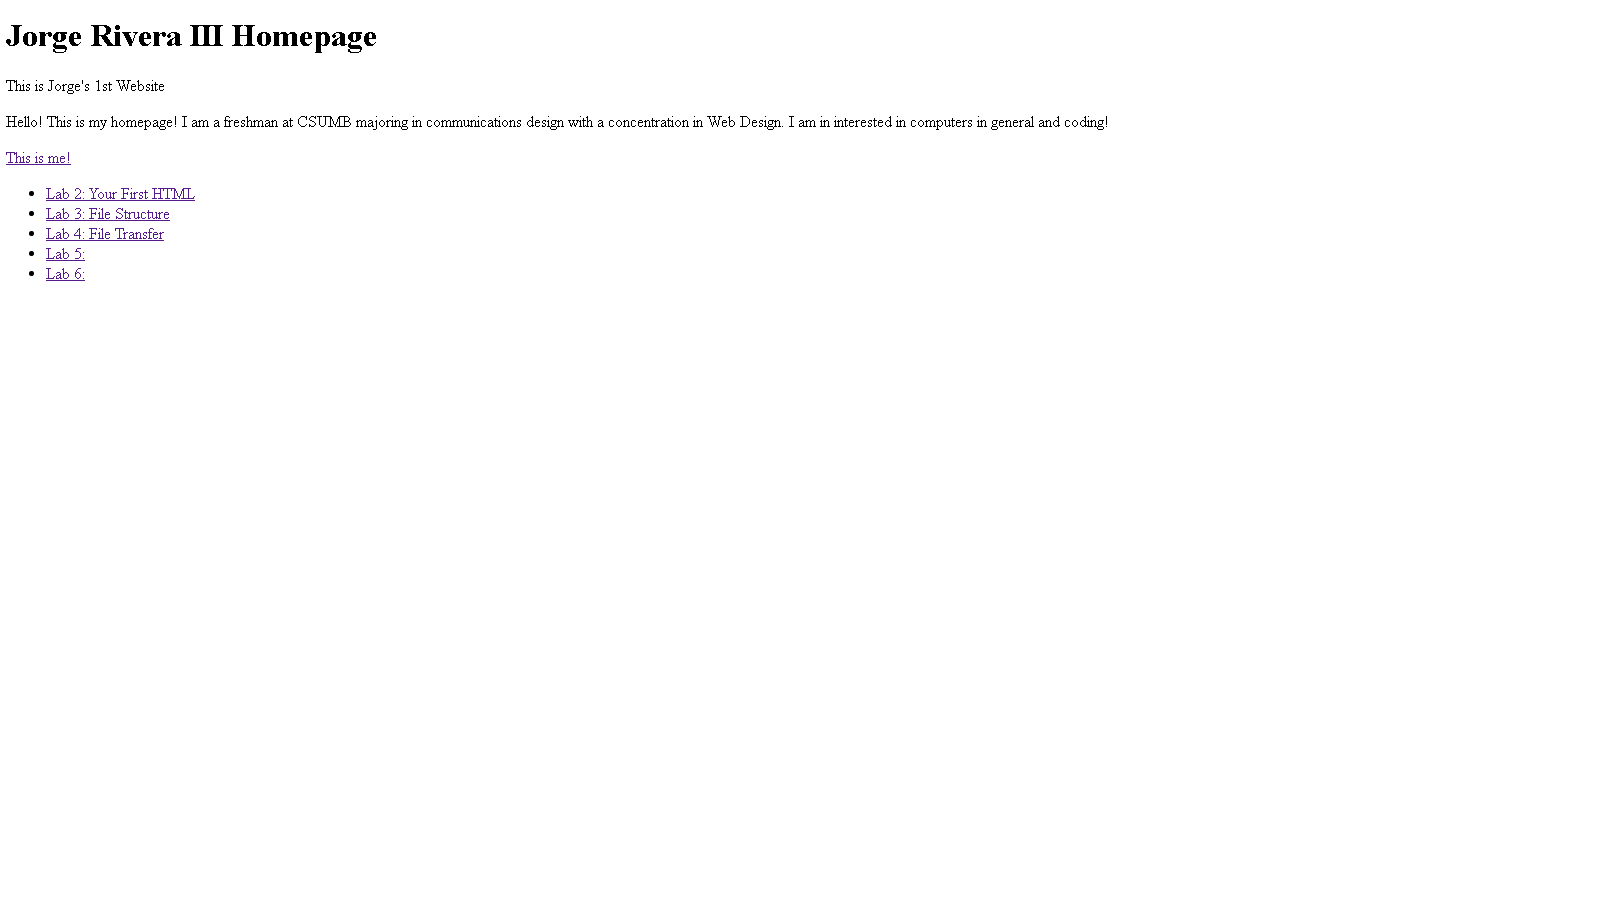 Jorge Rivera III Homepage
This is Jorge's 1st Website
Hello! This is my homepage! I am a freshman at CSUMB majoring in communications design with a concentration in Web Design. I am in interested in computers in general and coding!
This is me!
Lab 2: Your First HTML
Lab 3: File Structure
Lab 4: File Transfer
Lab 5:
Lab 6: